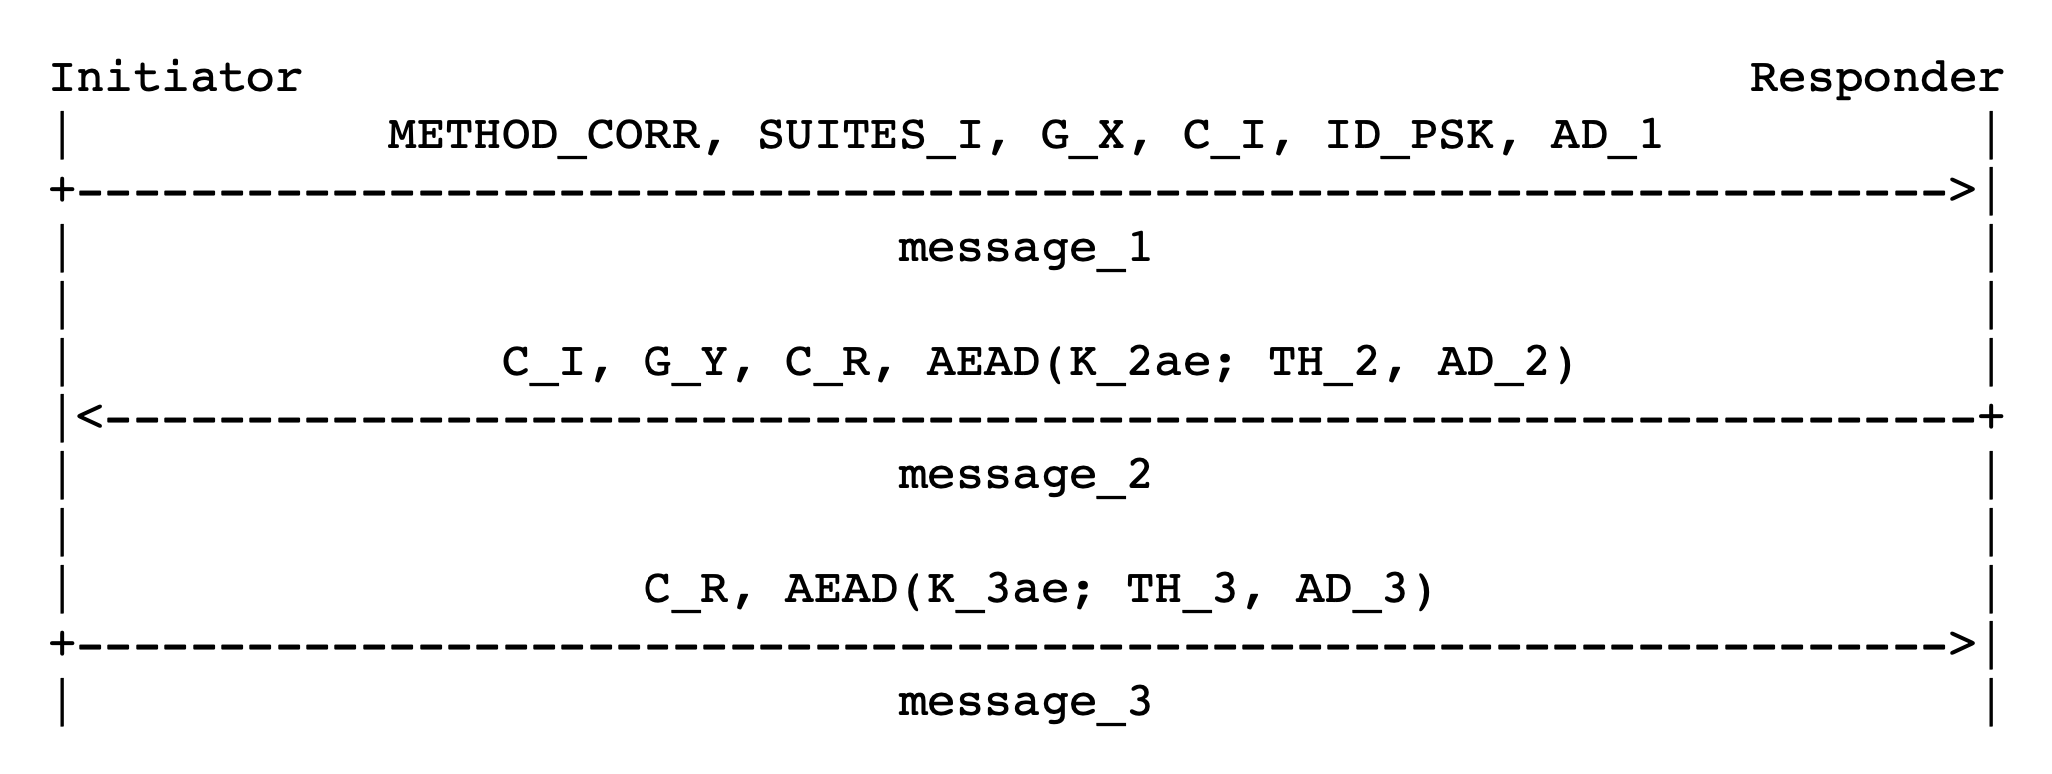 Initiator Responder
| METHOD_CORR, SUITES_I, G_X, C_I, ID_PSK, AD_1 |
+------------------------------------------------------------------>|
| message_1 |
| |
| C_I, G_Y, C_R, AEAD(K_2ae; TH_2, AD_2) |
|<------------------------------------------------------------------+
| message_2 |
| |
| C_R, AEAD(K_3ae; TH_3, AD_3) |
+------------------------------------------------------------------>|
| message_3 |